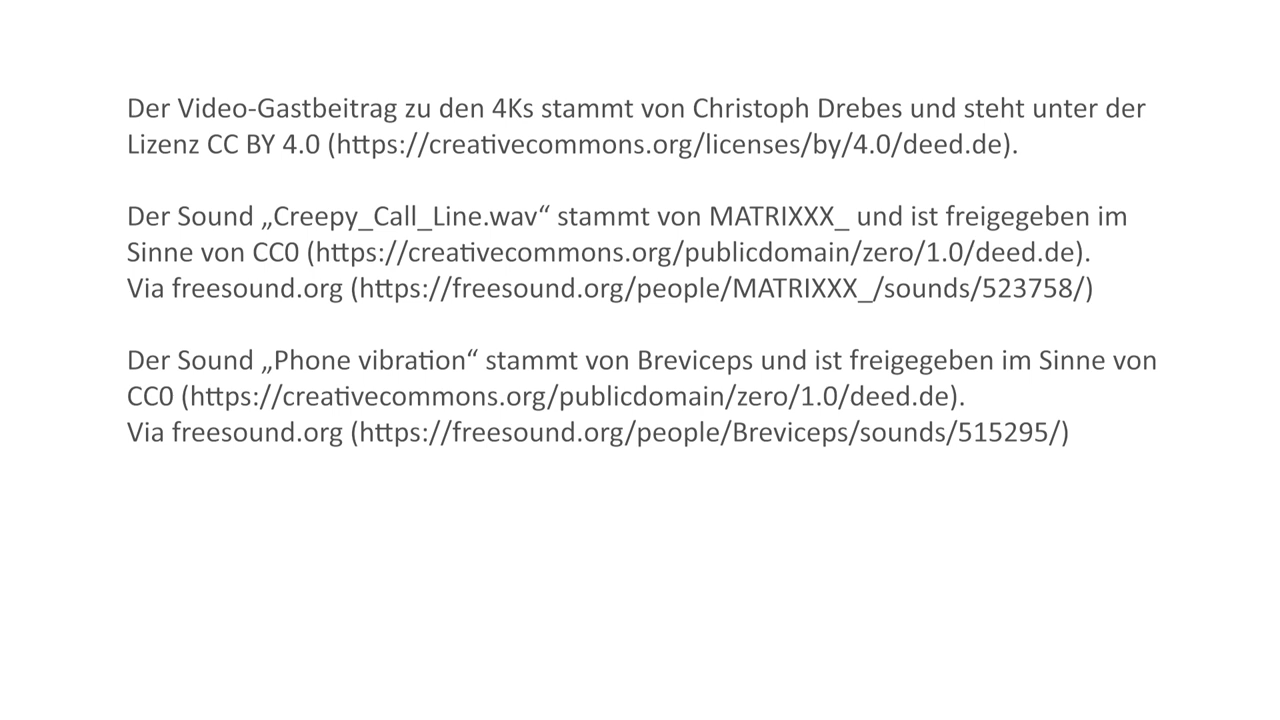 Der Video-Gastbeitrag zu den 4Ks stammt von Christoph Drebes und steht unter der
Lizenz CC BY 4.0 (https://creativecommons.org/licenses/by/4.0/deed.de).
Der Sound „Creepy_Call_Line.wav“ stammt von MATRIXXX_ und ist freigegeben im
Sinne von CC0 (https://creativecommons.org/publicdomain/zero/1.0/deed.de).
Via freesound.org (https://freesound.org/people/MATRIXXX_/sounds/523758/)
Der Sound „Phone vibration“ stammt von Breviceps und ist freigegeben im Sinne von
CC0 (https://creativecommons.org/publicdomain/zero/1.0/deed.de).
Via freesound.org (https://freesound.org/people/Breviceps/sounds/515295/)